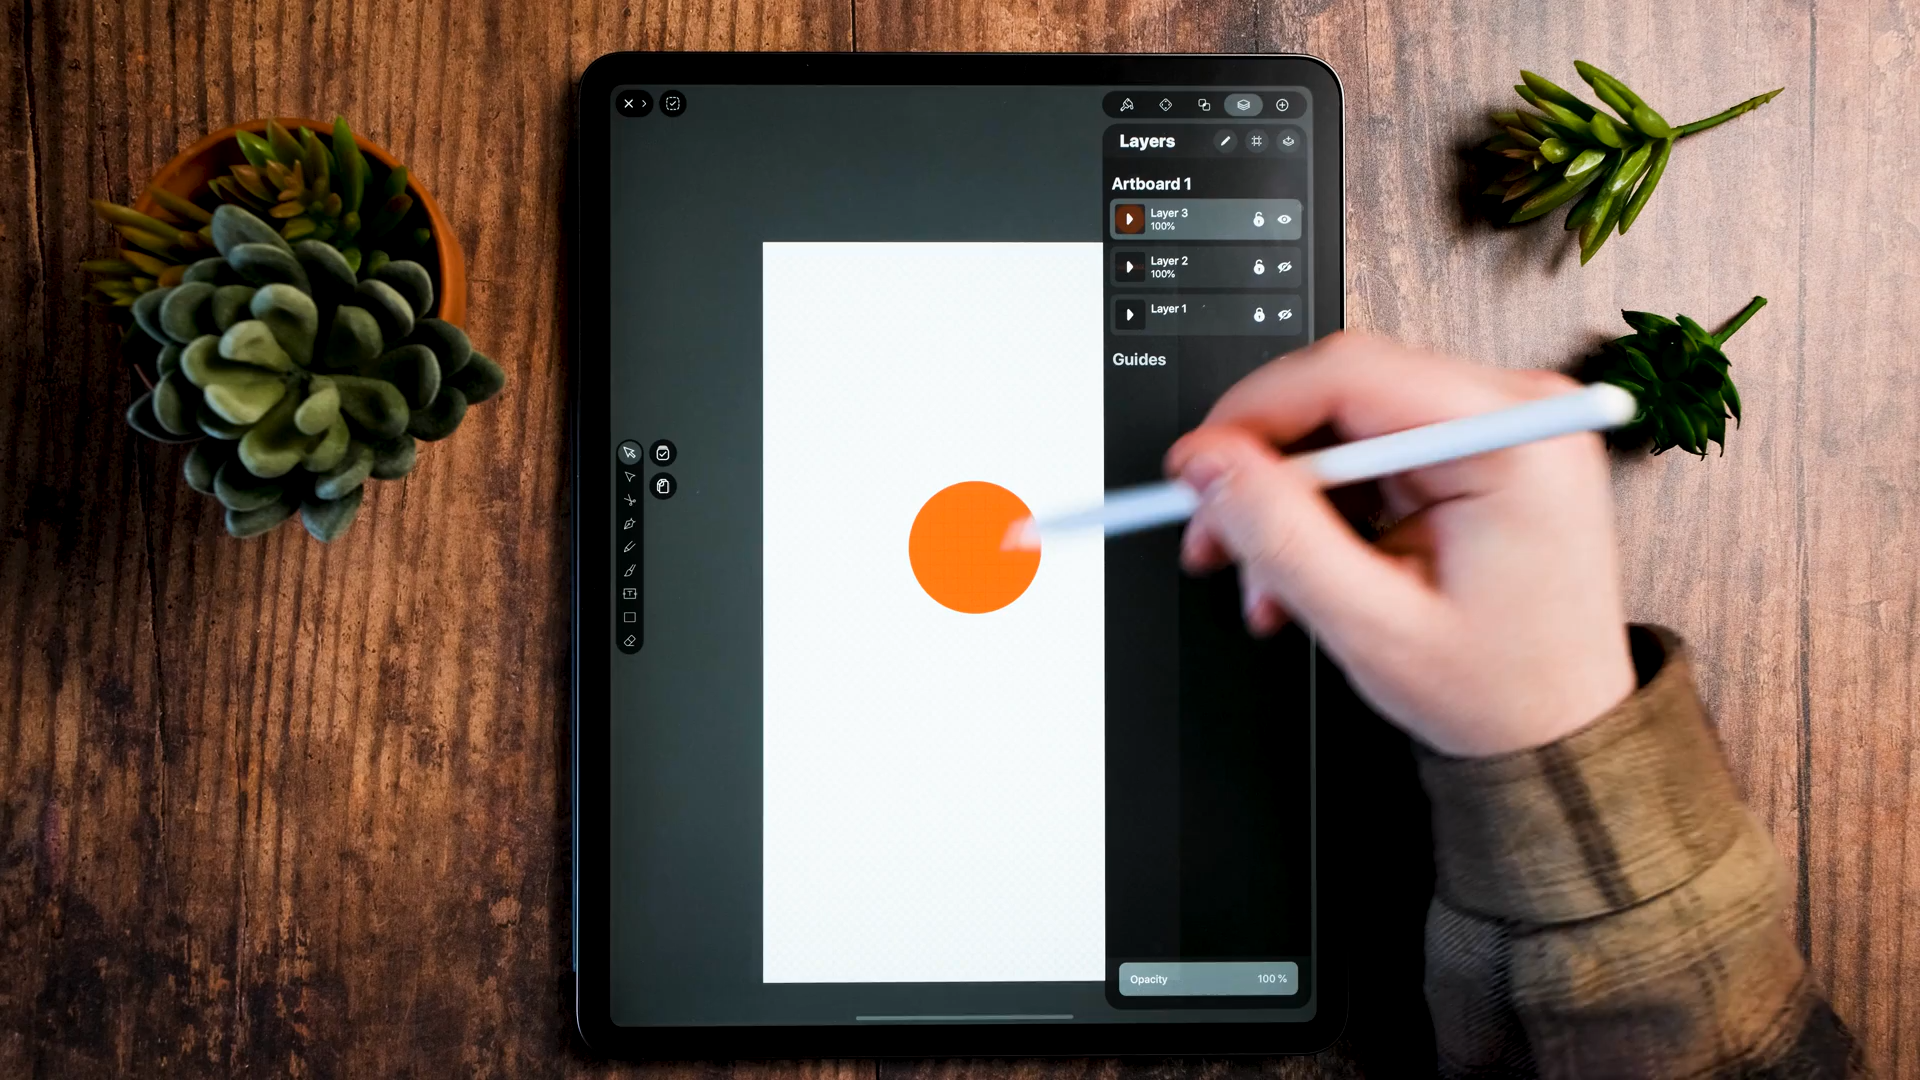 Layers
Artboard 1
Layer 3
100%
Layer 2
100%
Layer 1
Guides
Opacity 100 %